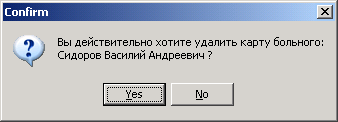 Confirm
Вы действительно хотите удалить карту больного:
Сидоров Василий Андреевич ?
Yes
No